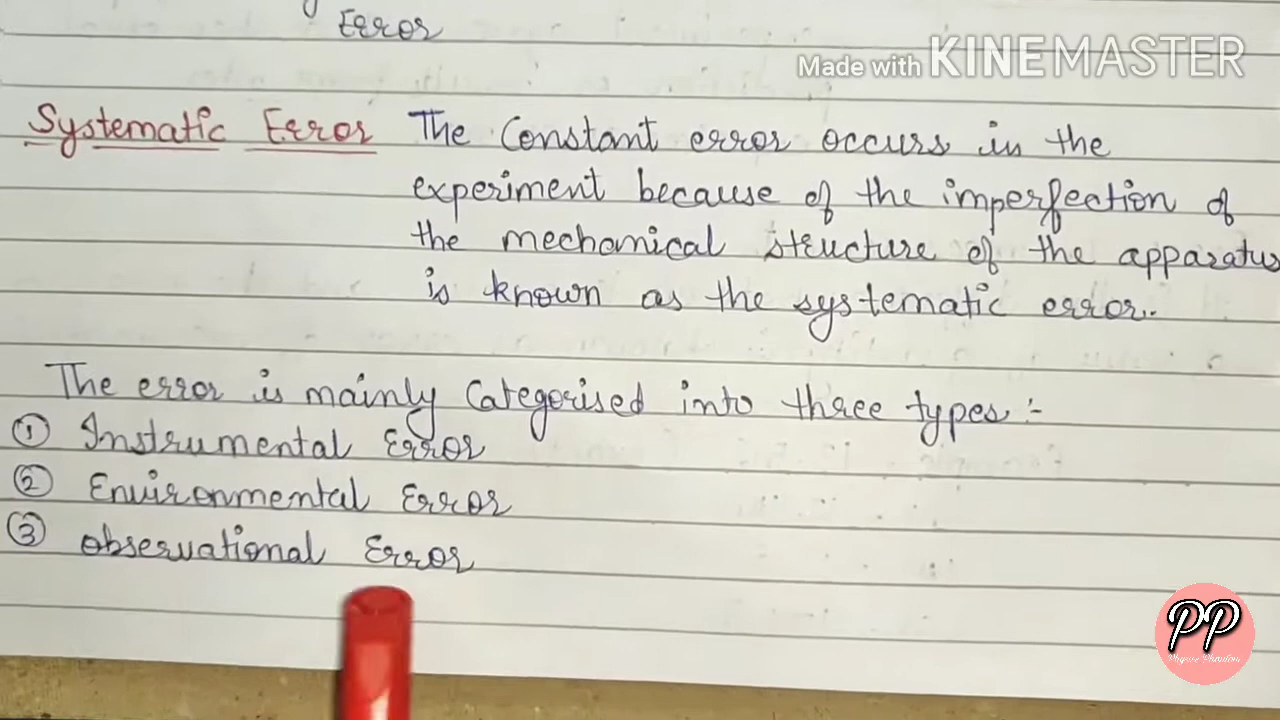 Error
Made with KINEMASTER
Systematic Error The Constant error occurs in the
experiment because of the imperfection of
the mechanical structure of the apparatus
is known as the systematic error.
The error is mainly Categorised into three types :-
① Instrumental Error
② Environmental Error
③ Observational Error
PP